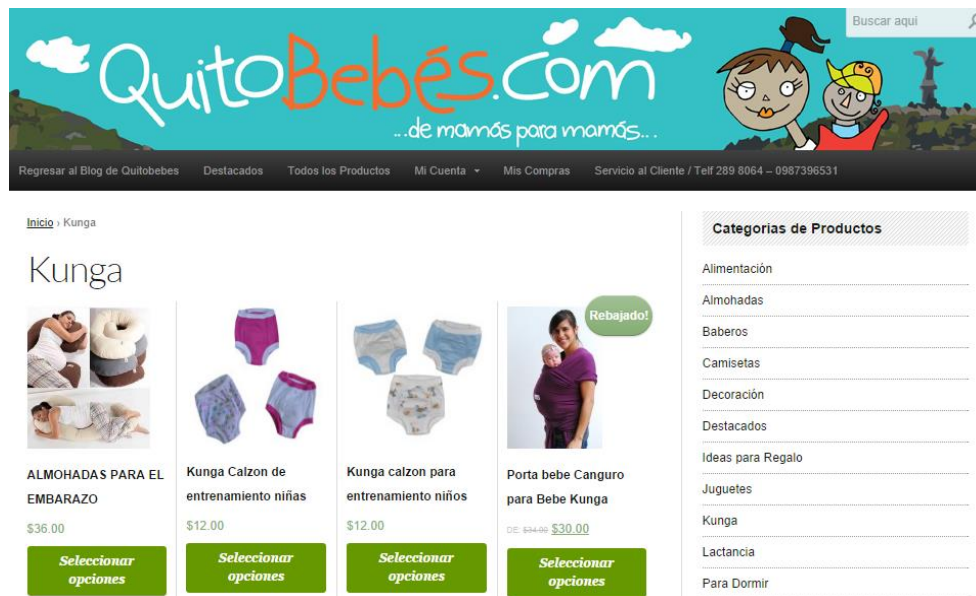 Buscar aqui
QuitoBebés.com
...de mamás para mamás...
Regresar al Blog de Quitobebes Destacados Todos los Productos Mi Cuenta Mis Compras Servicio al Cliente / Telf 289 8064 – 0987396531
Inicio › Kunga
Kunga
Rebajado!
ALMOHADAS PARA EL
EMBARAZO
$36.00
Seleccionar
opciones
Kunga Calzon de
entrenamiento niñas
$12.00
Seleccionar
opciones
Kunga calzon para
entrenamiento niños
$12.00
Seleccionar
opciones
Porta bebe Canguro
para Bebe Kunga
DE: $34.00 $30.00
Seleccionar
opciones
Categorias de Productos
Alimentación
Almohadas
Baberos
Camisetas
Decoración
Destacados
Ideas para Regalo
Juguetes
Kunga
Lactancia
Para Dormir